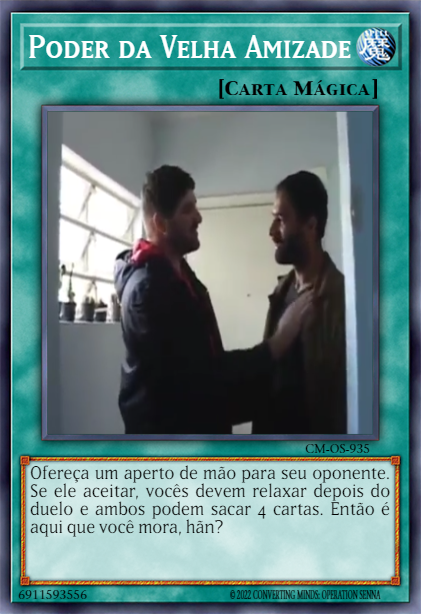 PODER DA VELHA AMIZADE 魔
[CARTA MÁGICA]
CM-OS-935
Ofereça um aperto de mão para seu oponente.
Se ele aceitar, vocês devem relaxar depois do
duelo e ambos podem sacar 4 cartas. Então é
aqui que você mora, hãn?
6911593556
©2022 CONVERTING MINDS: OPERATION SENNA